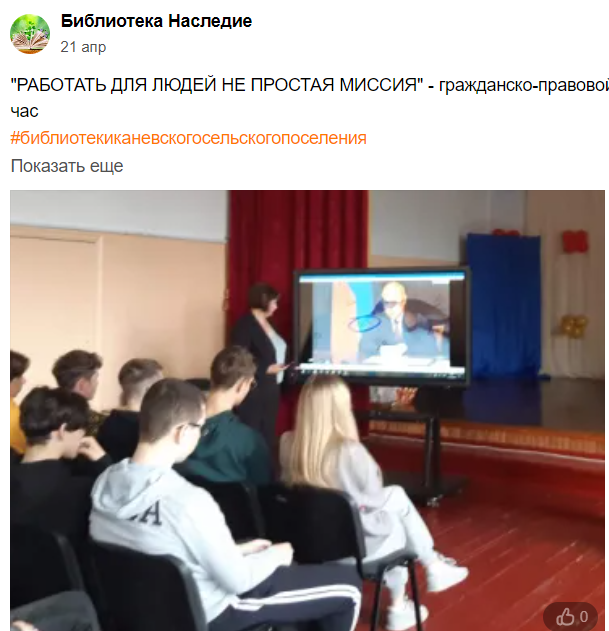 Библиотека Наследие
21 апр
"РАБОТАТЬ ДЛЯ ЛЮДЕЙ НЕ ПРОСТАЯ МИССИЯ" - гражданско-правовой
час
#библиотекиканевскогосельскогопоселения
Показать еще
0